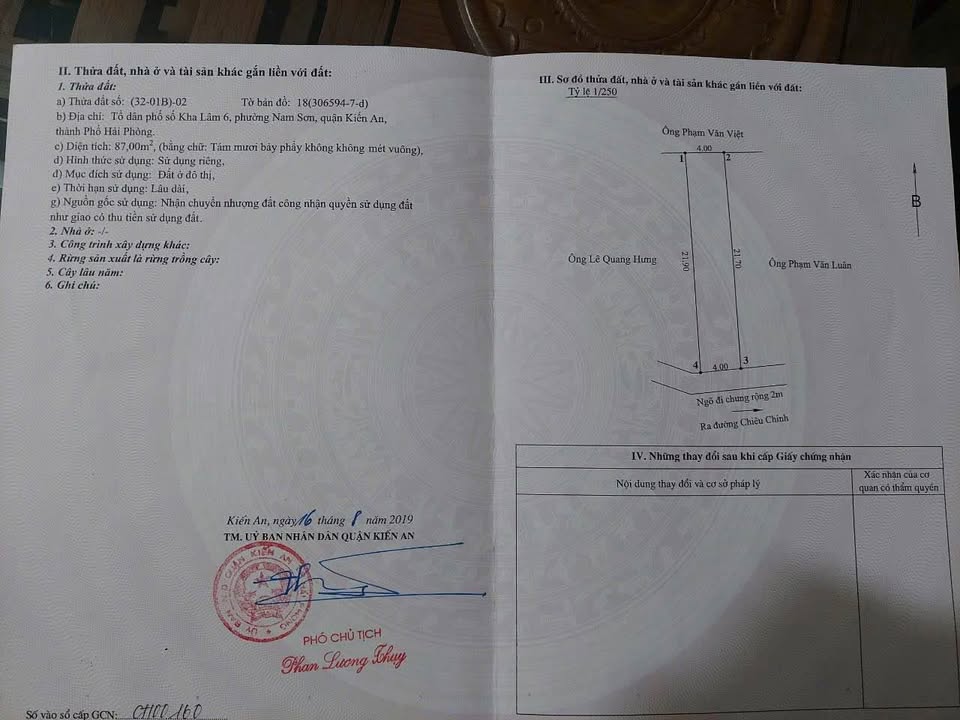 II. Thửa đất, nhà ở và tài sản khác gắn liền với đất:
1. Thửa đất:
a) Thửa đất số: (32-01B)-02 Tờ bản đồ: 18(306594-7-d)
b) Địa chỉ: Tổ dân phố số Kha Lâm 6, phường Nam Sơn, quận Kiến An,
thành Phố Hải Phòng.
c) Diện tích: 87,00m², (bằng chữ: Tám mươi bảy phẩy không không mét vuông),
d) Hình thức sử dụng: Sử dụng riêng,
đ) Mục đích sử dụng: Đất ở đô thị,
e) Thời hạn sử dụng: Lâu dài,
g) Nguồn gốc sử dụng: Nhận chuyển nhượng đất công nhận quyền sử dụng đất
như giao có thu tiền sử dụng đất.
2. Nhà ở: -/-
3. Công trình xây dựng khác:
4. Rừng sản xuất là rừng trồng cây:
5. Cây lâu năm:
6. Ghi chú:
Kiến An, ngày 16 tháng 8 năm 2019
TM. UỶ BAN NHÂN DÂN QUẬN KIẾN AN
PHÓ CHỦ TỊCH
Phan Lương Thuy
Số vào sổ cấp GCN: CH00160
III. Sơ đồ thửa đất, nhà ở và tài sản khác gắn liền với đất:
Tỷ lệ 1/250
Ông Phạm Văn Việt
4.00
1 2
B
21.90
21.70
Ông Lê Quang Hưng
Ông Phạm Văn Luân
4 3
4.00
Ngõ đi chung rộng 2m
Ra đường Chiêu Chinh
IV. Những thay đổi sau khi cấp Giấy chứng nhận
Nội dung thay đổi và cơ sở pháp lý
Xác nhận của cơ
quan có thẩm quyền